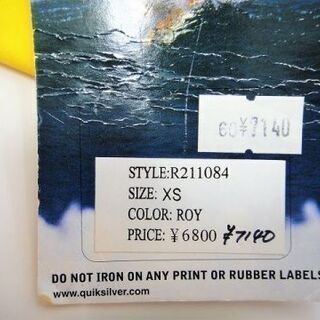 60¥7140
STYLE:R211084
SIZE: XS
COLOR: ROY
PRICE: ¥6800 ¥7140
DO NOT IRON ON ANY PRINT OR RUBBER LABELS
www.quiksilver.com